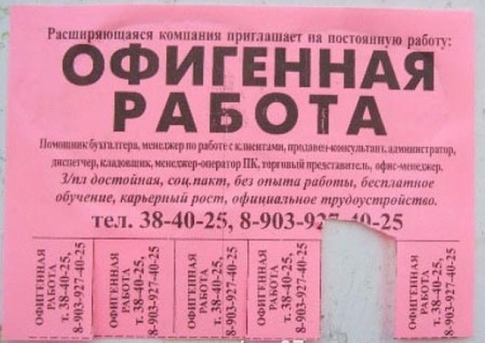 Расширяющаяся компания приглашает на постоянную работу:
ОФИГЕННАЯ
РАБОТА
Помощник бухгалтера, менеджер по работе с клиентами, продавец-консультант, администратор,
диспетчер, кладовщик, менеджер-оператор ПК, торговый представитель, офис-менеджер.
З/пл достойная, соц.пакт, без опыта работы, бесплатное
обучение, карьерный рост, официальное трудоустройство.
тел. 38-40-25, 8-903-927-40-25
ОФИГЕННАЯ
РАБОТА
т. 38-40-25,
8-903-927-40-25
ОФИГЕННАЯ
РАБОТА
т. 38-40-25,
8-903-927-40-25
ОФИГЕННАЯ
РАБОТА
т. 38-40-25,
8-903-927-40-25
ОФИГЕННАЯ
РАБОТА
т. 38-40-25,
8-903-927-40-25
ОФИГЕННАЯ
РАБОТА
т. 38-40-25,
8-903-927-40-25